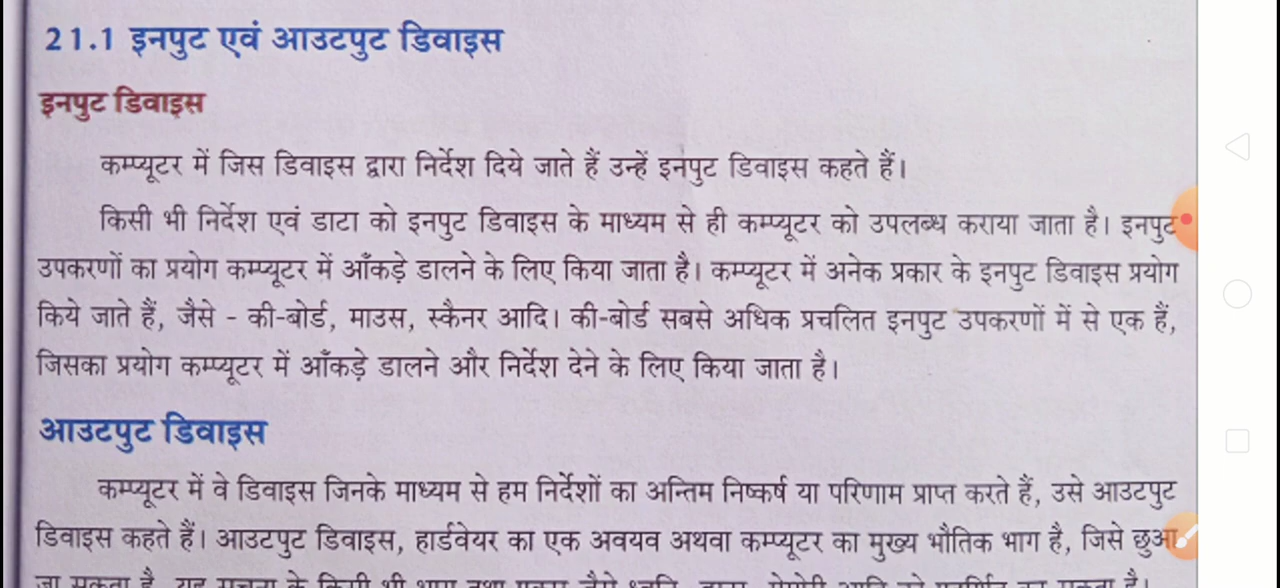 21.1 इनपुट एवं आउटपुट डिवाइस
इनपुट डिवाइस
कम्प्यूटर में जिस डिवाइस द्वारा निर्देश दिये जाते हैं उन्हें इनपुट डिवाइस कहते हैं।
किसी भी निर्देश एवं डाटा को इनपुट डिवाइस के माध्यम से ही कम्प्यूटर को उपलब्ध कराया जाता है। इनपुट
उपकरणों का प्रयोग कम्प्यूटर में आँकड़े डालने के लिए किया जाता है। कम्प्यूटर में अनेक प्रकार के इनपुट डिवाइस प्रयोग
किये जाते हैं, जैसे - की-बोर्ड, माउस, स्कैनर आदि। की-बोर्ड सबसे अधिक प्रचलित इनपुट उपकरणों में से एक हैं,
जिसका प्रयोग कम्प्यूटर में आँकड़े डालने और निर्देश देने के लिए किया जाता है।
आउटपुट डिवाइस
कम्प्यूटर में वे डिवाइस जिनके माध्यम से हम निर्देशों का अन्तिम निष्कर्ष या परिणाम प्राप्त करते हैं, उसे आउटपुट
डिवाइस कहते हैं। आउटपुट डिवाइस, हार्डवेयर का एक अवयव अथवा कम्प्यूटर का मुख्य भौतिक भाग है, जिसे छुआ